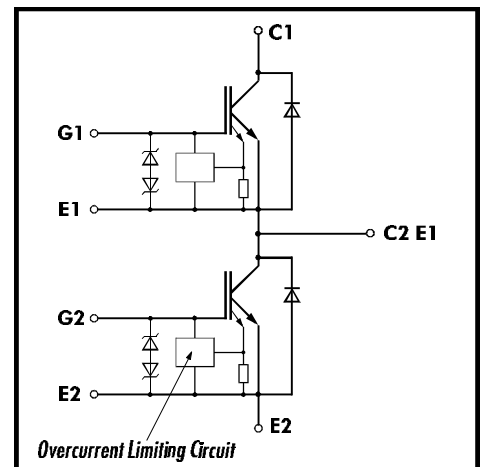 C1
G1
E1
C2 E1
G2
E2
E2
Overcurrent Limiting Circuit